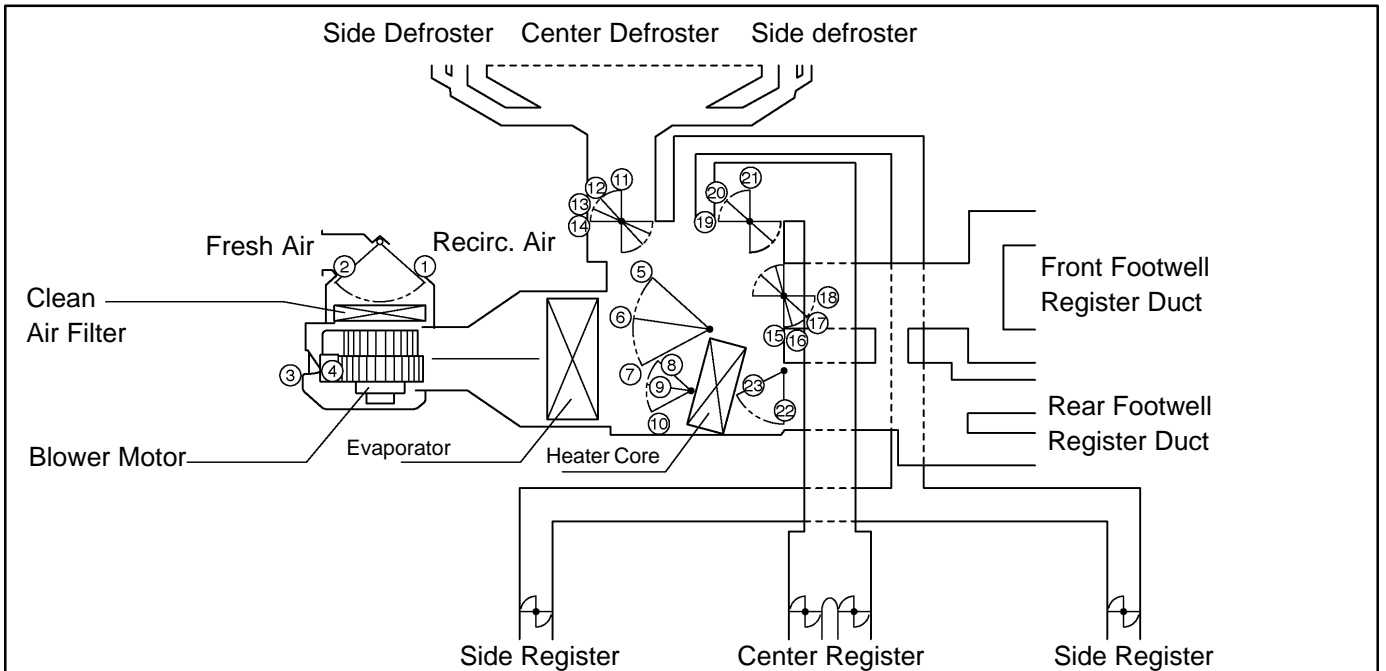 Side Defroster Center Defroster Side defroster
11
12
13
14
21
20
19
Fresh Air
Recirc. Air
2
1
5
6
7
8
9
10
18
17
15
16
Front Footwell
Register Duct
Clean
Air Filter
3
4
23
22
Rear Footwell
Register Duct
Blower Motor
Evaporator
Heater Core
Side Register Center Register Side Register